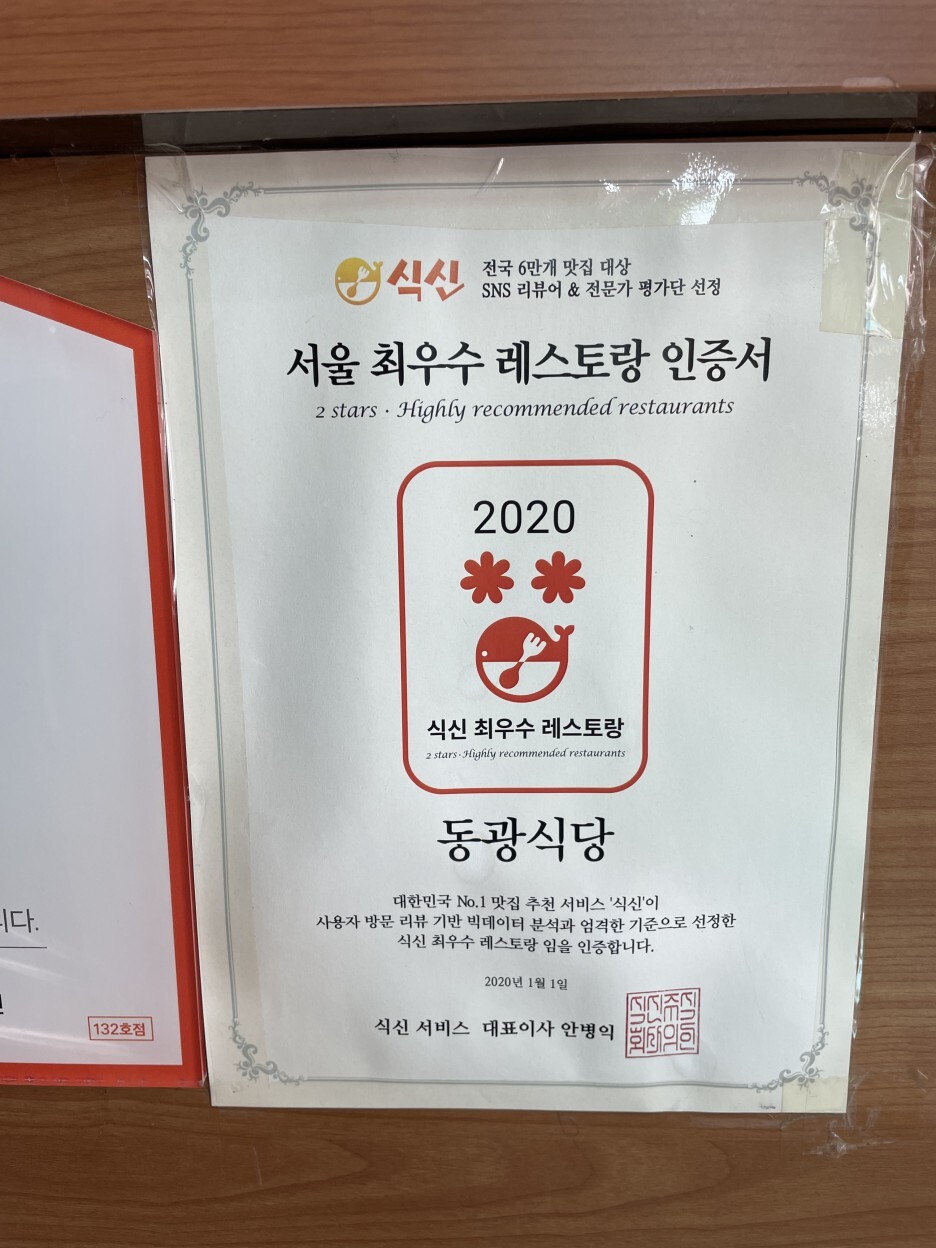 식신
전국 6만개 맛집 대상
SNS 리뷰어 & 전문가 평가단 선정
서울 최우수 레스토랑 인증서
2 stars · Highly recommended restaurants
2020
식신 최우수 레스토랑
2 stars·Highly recommended restaurants
동광식당
대한민국 No.1 맛집 추천 서비스 '식신'이
사용자 방문 리뷰 기반 빅데이터 분석과 엄격한 기준으로 선정한
식신 최우수 레스토랑 임을 인증합니다.
2020년 1월 1일
식신 서비스 대표이사 안병익
니다.
132호점